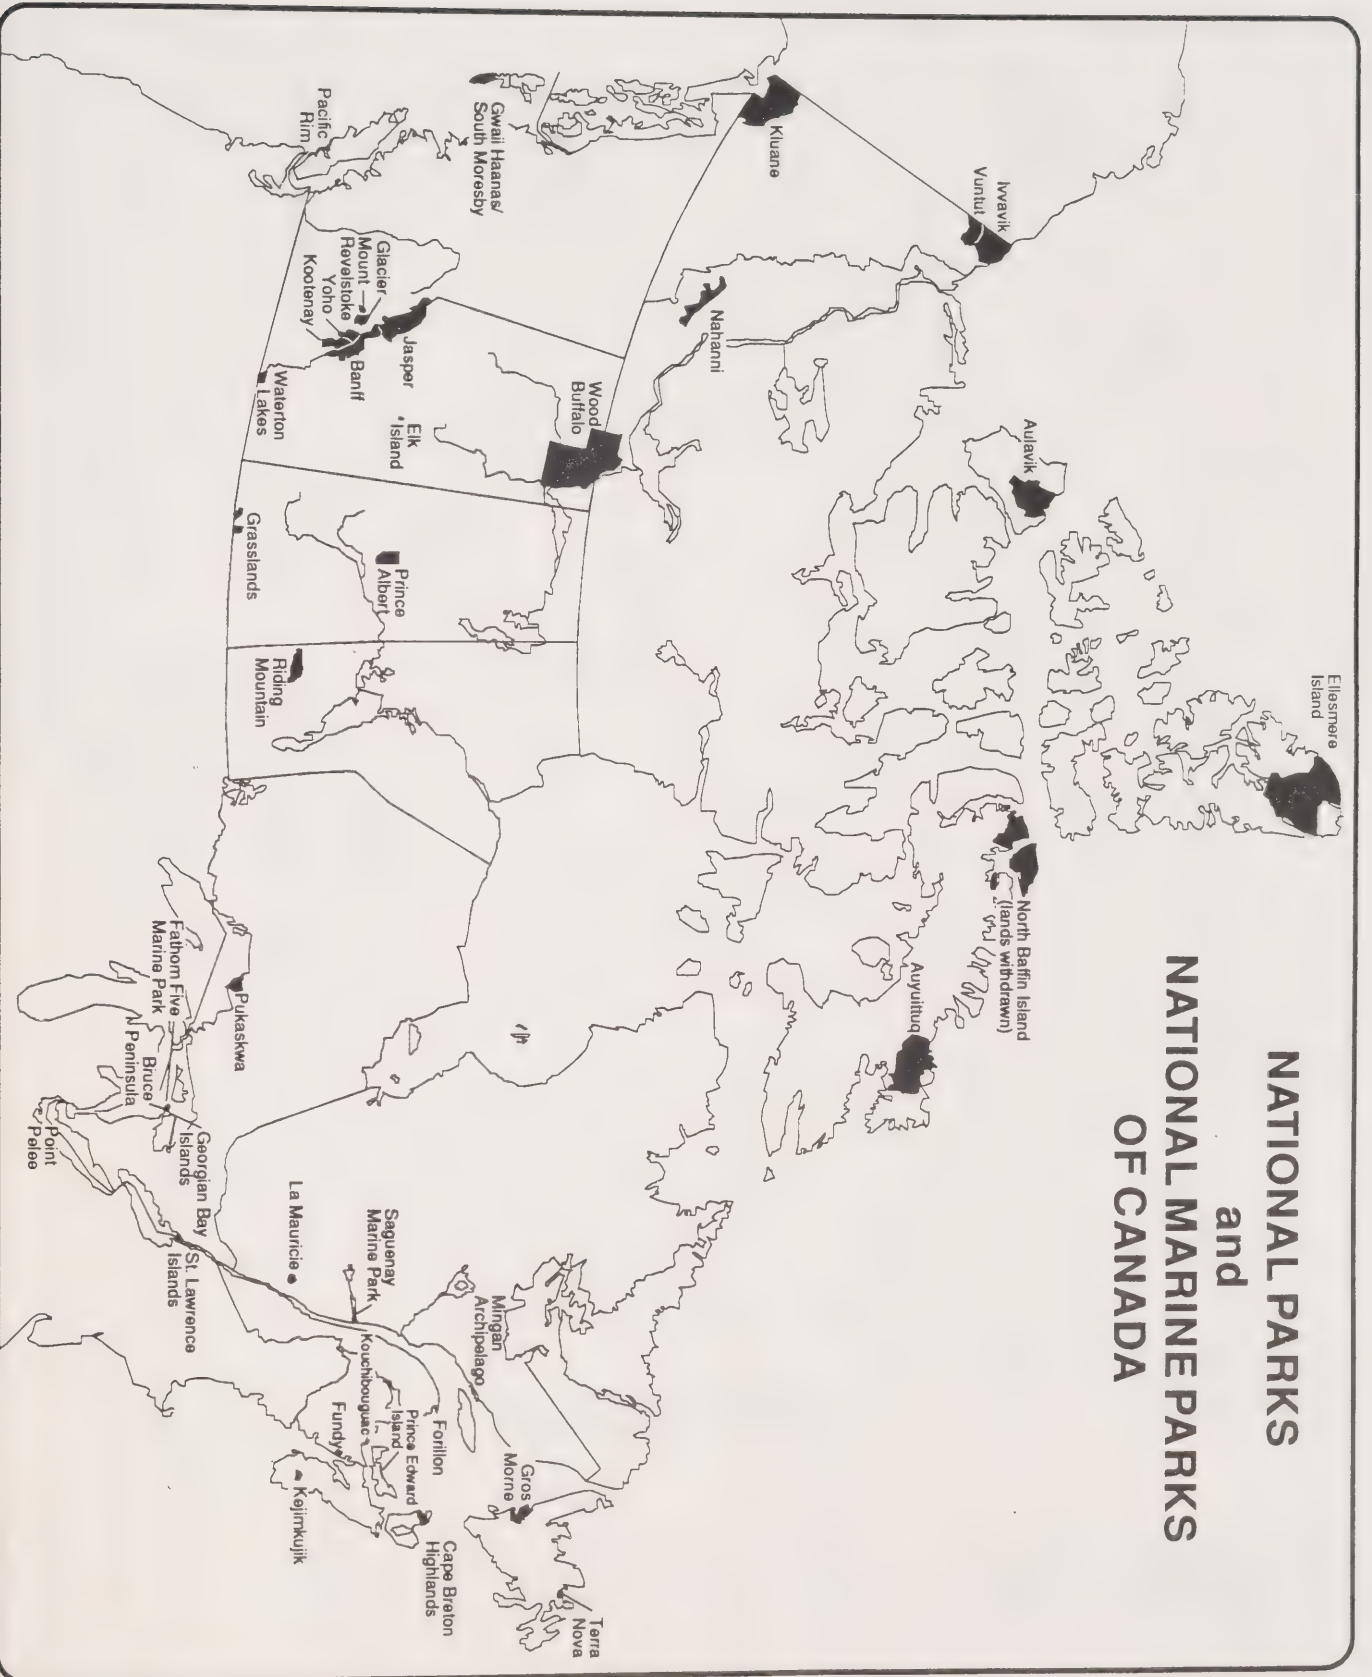 NATIONAL PARKS
and
NATIONAL MARINE PARKS
OF CANADA
Ellesmere
Island
North Baffin Island
(lands withdrawn)
Aulavik
Auyuittuq
Ivvavik
Vuntut
Kluane
Nahanni
Wood
Buffalo
Gwaii Haanas/
South Moresby
Pacific
Rim
Glacier
Mount
Revelstoke
Yoho
Kootenay
Jasper
Banff
Waterton
Lakes
Elk
Island
Prince
Albert
Grasslands
Riding
Mountain
Pukaskwa
Fathom Five
Marine Park
Bruce
Peninsula
Georgian Bay
Islands
Point
Pelee
St. Lawrence
Islands
La Mauricie
Saguenay
Marine Park
Mingan
Archipelago
Forillon
Kouchibouguac
Prince Edward
Island
Fundy
Kejimkujik
Cape Breton
Highlands
Gros
Morne
Terra
Nova